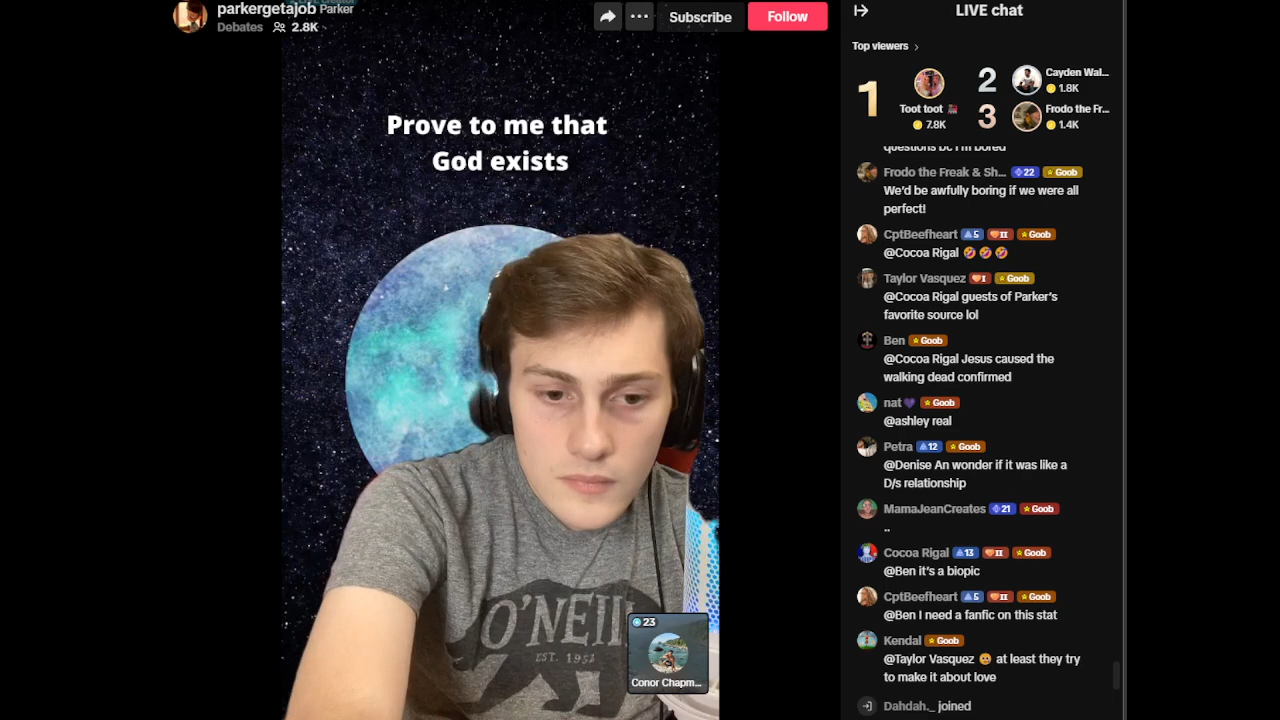 parkergetajob Parker
Debates 2.8K
Subscribe
Follow
Prove to me that
God exists
O'NEILL
EST. 1952
23
Conor Chapm...
LIVE chat
Top viewers
1
Toot toot
7.8K
2
Cayden Wal...
1.8K
3
Frodo the Fr...
1.4K
questions bc I'm bored
Frodo the Freak & Sh... 22 Goob
We'd be awfully boring if we were all
perfect!
CptBeefheart 5 II Goob
@Cocoa Rigal 🤣 🤣 🤣
Taylor Vasquez I Goob
@Cocoa Rigal guests of Parker's
favorite source lol
Ben Goob
@Cocoa Rigal Jesus caused the
walking dead confirmed
nat💜 Goob
@ashley real
Petra 12 Goob
@Denise An wonder if it was like a
D/s relationship
MamaJeanCreates 21 Goob
..
Cocoa Rigal 13 II Goob
@Ben it's a biopic
CptBeefheart 5 II Goob
@Ben I need a fanfic on this stat
Kendal Goob
@Taylor Vasquez at least they try
to make it about love
Dahdah._ joined